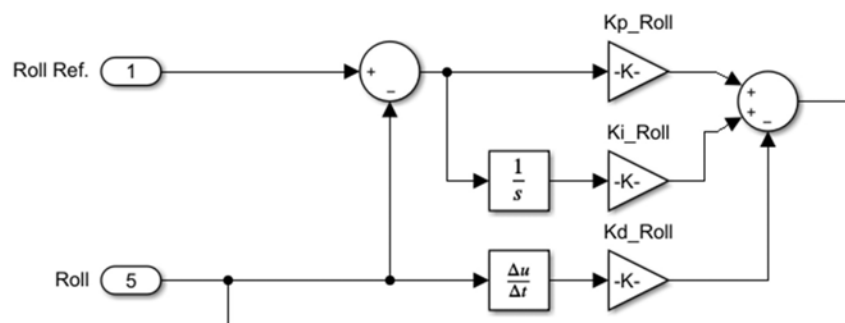 Kp_Roll
Roll Ref.
1
+
−
-K-
+
+
−
Ki_Roll
1
s
-K-
Kd_Roll
Roll
5
Δu
Δt
-K-